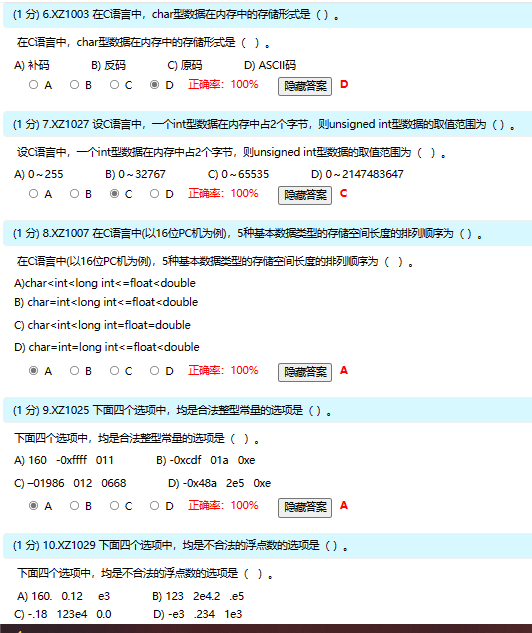 (1 分) 6.XZ1003 在C语言中，char型数据在内存中的存储形式是（ ）。
在C语言中，char型数据在内存中的存储形式是（ ）。
A) 补码 B) 反码 C) 原码 D) ASCII码
A B C D 正确率：100% 隐藏答案 D
(1 分) 7.XZ1027 设C语言中，一个int型数据在内存中占2个字节，则unsigned int型数据的取值范围为（ ）。
设C语言中，一个int型数据在内存中占2个字节，则unsigned int型数据的取值范围为（ ）。
A) 0～255 B) 0～32767 C) 0～65535 D) 0～2147483647
A B C D 正确率：100% 隐藏答案 C
(1 分) 8.XZ1007 在C语言中(以16位PC机为例)，5种基本数据类型的存储空间长度的排列顺序为（ ）。
在C语言中(以16位PC机为例)，5种基本数据类型的存储空间长度的排列顺序为（ ）。
A)char<int<long int<=float<double
B) char=int<long int<=float<double
C) char<int<long int=float=double
D) char=int=long int<=float<double
A B C D 正确率：100% 隐藏答案 A
(1 分) 9.XZ1025 下面四个选项中，均是合法整型常量的选项是（ ）。
下面四个选项中，均是合法整型常量的选项是（ ）。
A) 160 -0xffff 011 B) -0xcdf 01a 0xe
C) –01986 012 0668 D) -0x48a 2e5 0xe
A B C D 正确率：100% 隐藏答案 A
(1 分) 10.XZ1029 下面四个选项中，均是不合法的浮点数的选项是（ ）。
下面四个选项中，均是不合法的浮点数的选项是（ ）。
A) 160. 0.12 e3 B) 123 2e4.2 .e5
C) -.18 123e4 0.0 D) -e3 .234 1e3